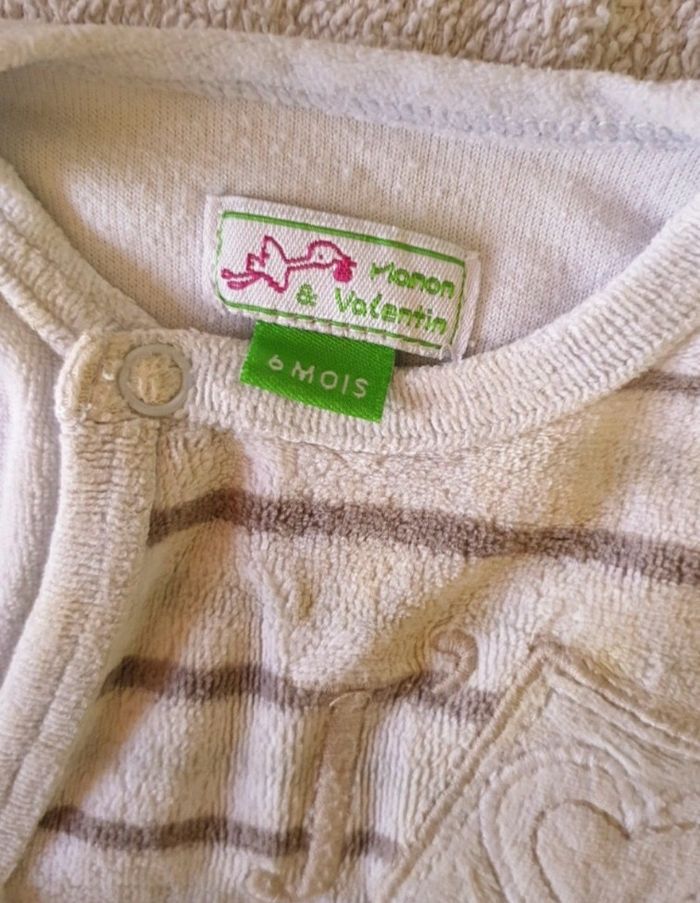 Manon
& Valentin
6 MOIS
J'